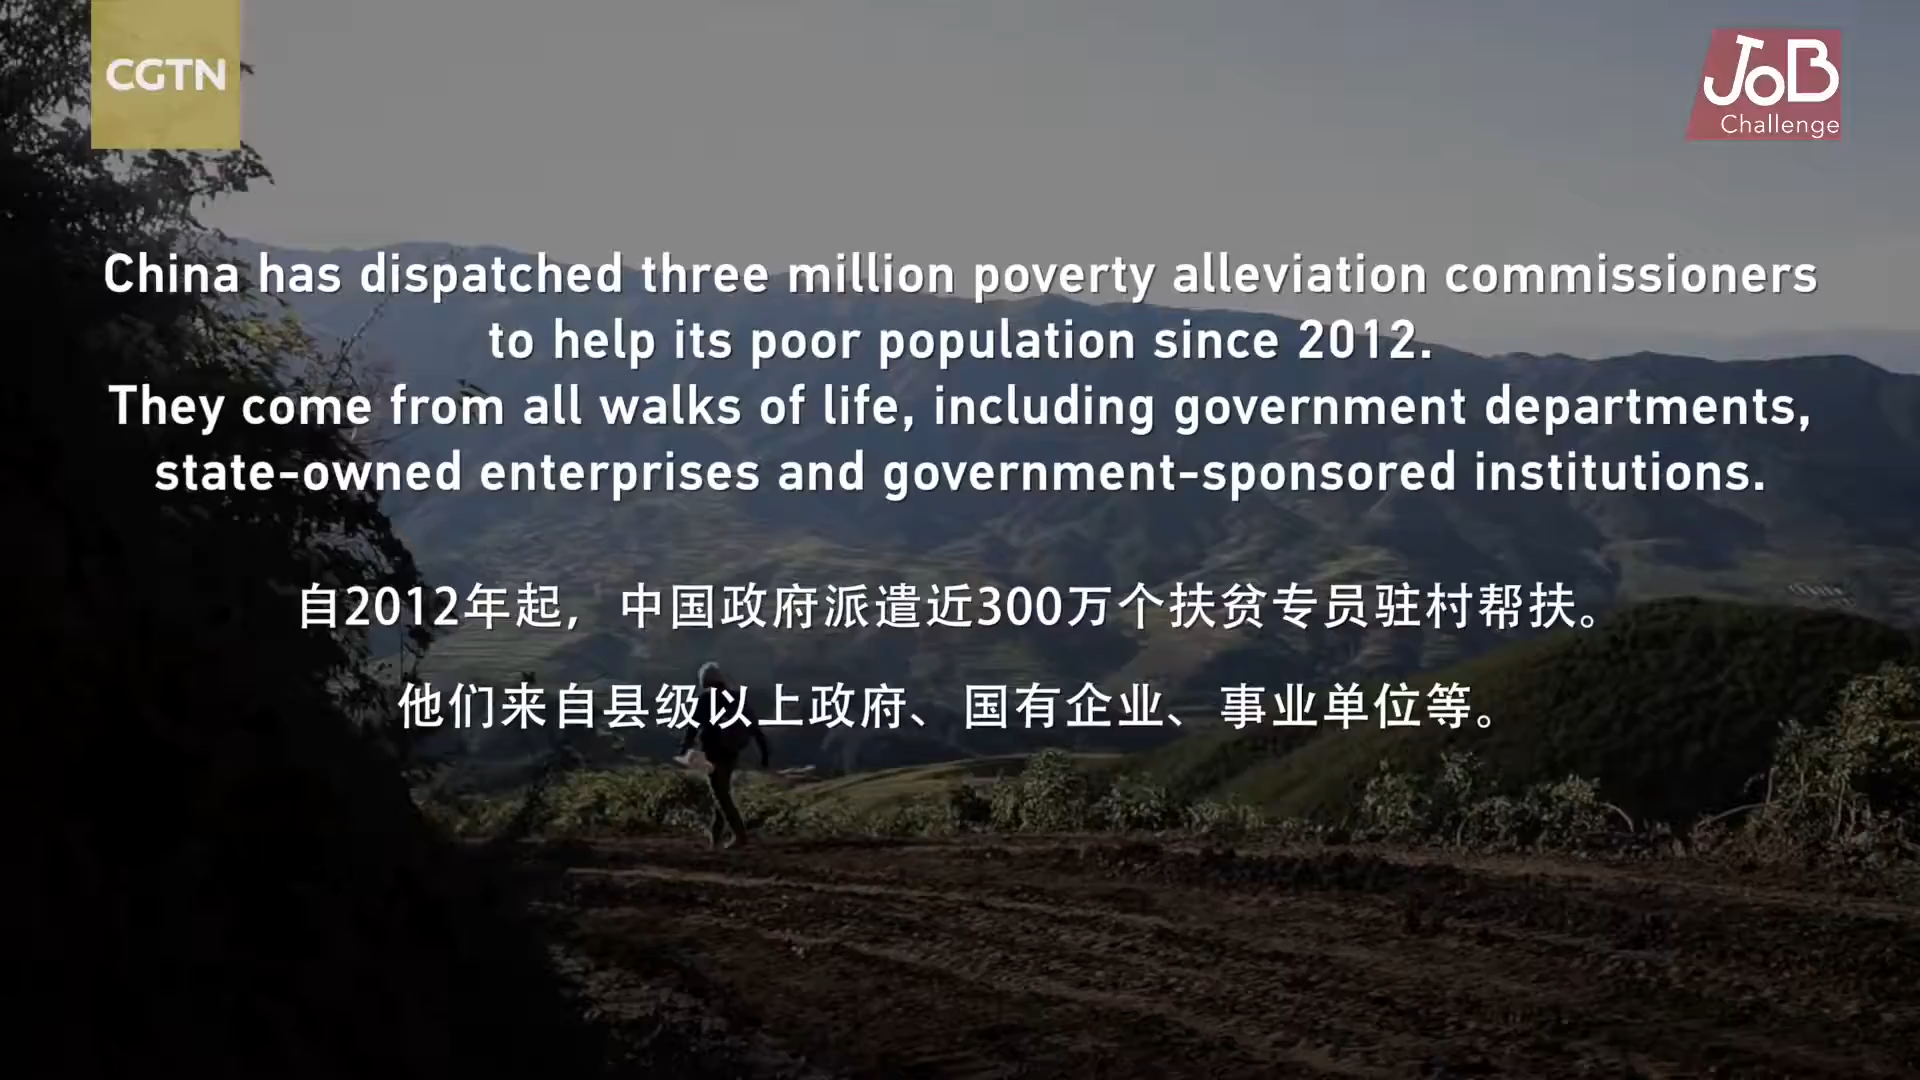 CGTN
JoB
Challenge
China has dispatched three million poverty alleviation commissioners
to help its poor population since 2012.
They come from all walks of life, including government departments,
state-owned enterprises and government-sponsored institutions.
自2012年起，中国政府派遣近300万个扶贫专员驻村帮扶。
他们来自县级以上政府、国有企业、事业单位等。